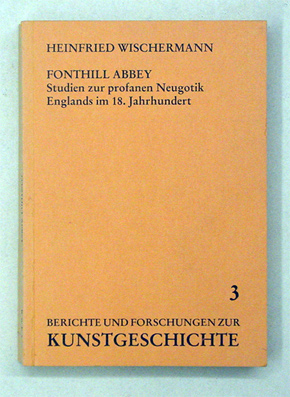 HEINFRIED WISCHERMANN
FONTHILL ABBEY
Studien zur profanen Neugotik
Englands im 18. Jahrhundert
3
BERICHTE UND FORSCHUNGEN ZUR
KUNSTGESCHICHTE